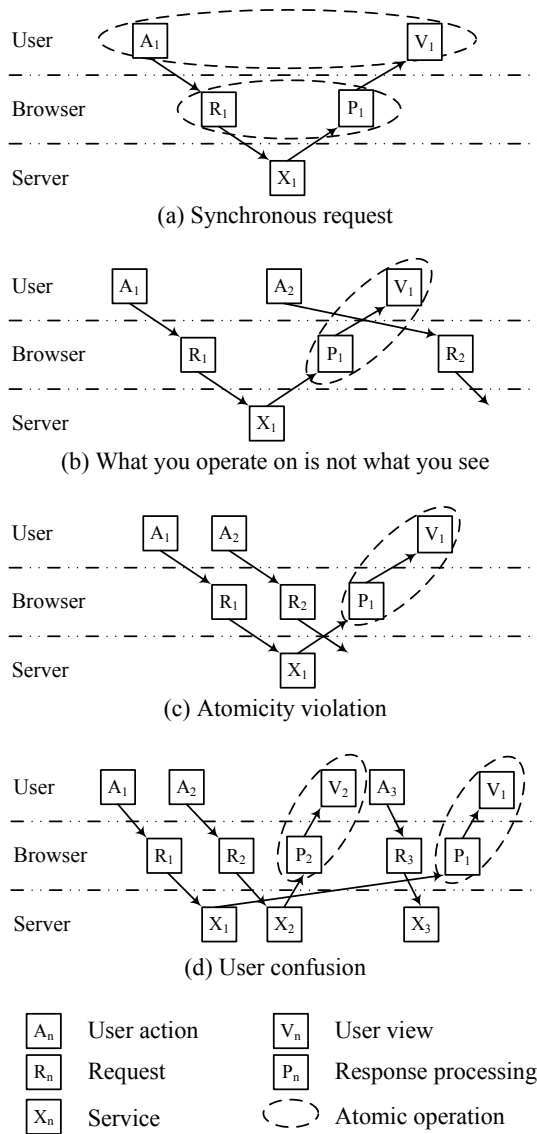 User A₁ V₁
Browser R₁ P₁
Server X₁
(a) Synchronous request
User A₁ A₂ V₁
Browser R₁ P₁ R₂
Server X₁
(b) What you operate on is not what you see
User A₁ A₂ V₁
Browser R₁ R₂ P₁
Server X₁
(c) Atomicity violation
User A₁ A₂ V₂ A₃ V₁
Browser R₁ R₂ P₂ R₃ P₁
Server X₁ X₂ X₃
(d) User confusion
Aₙ User action Vₙ User view
Rₙ Request Pₙ Response processing
Xₙ Service Atomic operation